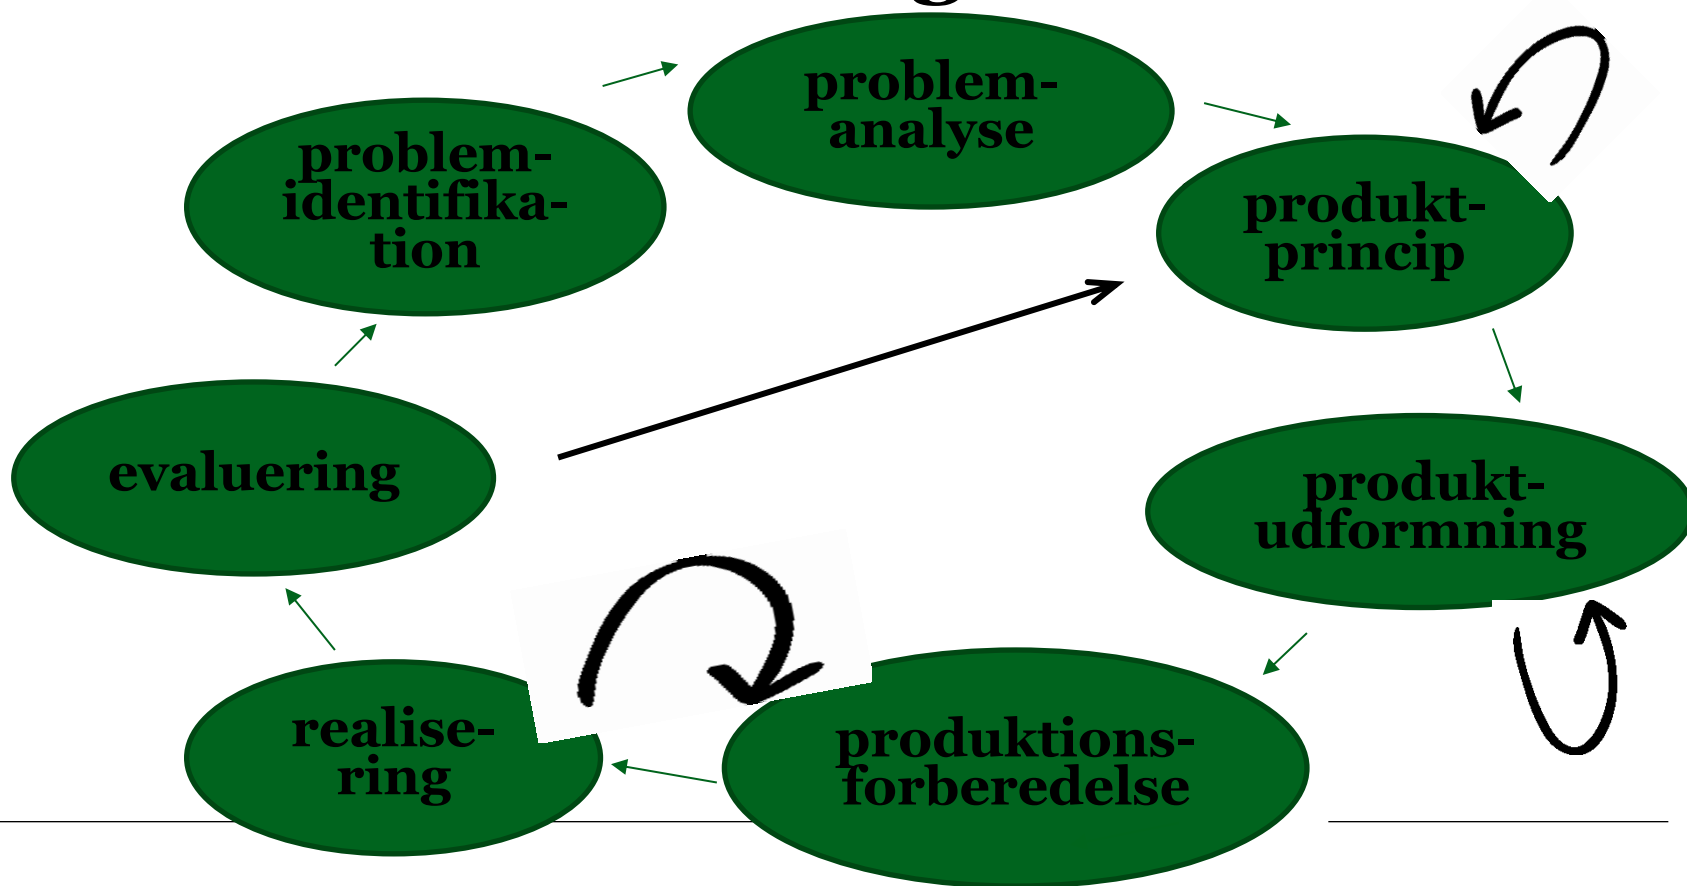 problem-
identifika-
tion
problem-
analyse
produkt-
princip
produkt-
udformning
produktions-
forberedelse
realise-
ring
evaluering